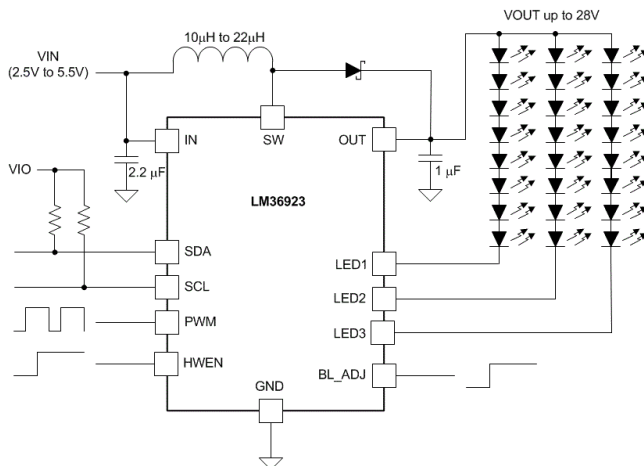 10µH to 22µH
VOUT up to 28V
VIN
(2.5V to 5.5V)
IN
SW
OUT
2.2 µF
1 µF
VIO
LM36923
SDA
LED1
SCL
LED2
PWM
LED3
HWEN
BL_ADJ
GND